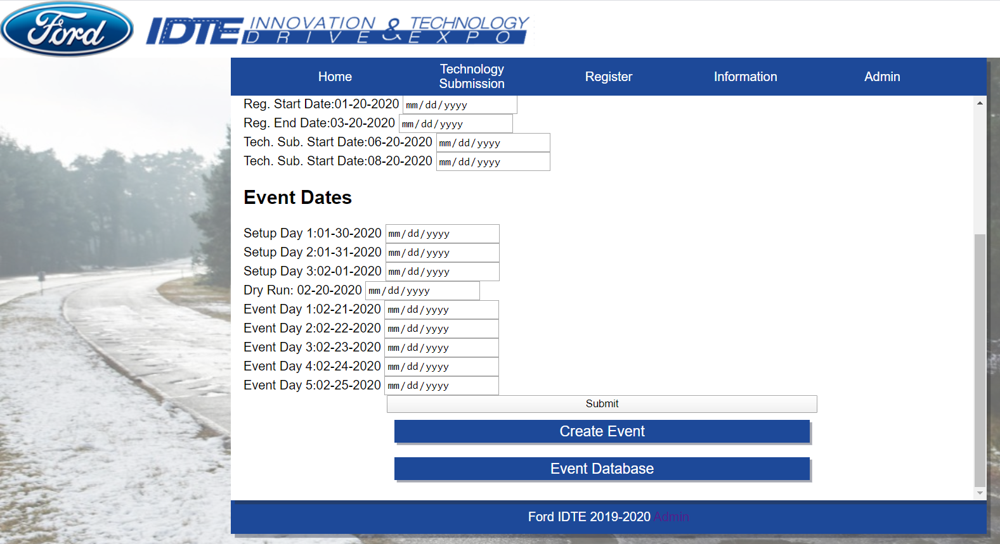 Ford
IDTE INNOVATION & TECHNOLOGY
DRIVE & EXPO
Home
Technology
Submission
Register
Information
Admin
Reg. Start Date:01-20-2020 mm/dd/yyyy
Reg. End Date:03-20-2020 mm/dd/yyyy
Tech. Sub. Start Date:06-20-2020 mm/dd/yyyy
Tech. Sub. Start Date:08-20-2020 mm/dd/yyyy
Event Dates
Setup Day 1:01-30-2020 mm/dd/yyyy
Setup Day 2:01-31-2020 mm/dd/yyyy
Setup Day 3:02-01-2020 mm/dd/yyyy
Dry Run: 02-20-2020 mm/dd/yyyy
Event Day 1:02-21-2020 mm/dd/yyyy
Event Day 2:02-22-2020 mm/dd/yyyy
Event Day 3:02-23-2020 mm/dd/yyyy
Event Day 4:02-24-2020 mm/dd/yyyy
Event Day 5:02-25-2020 mm/dd/yyyy
Submit
Create Event
Event Database
Ford IDTE 2019-2020 Admin